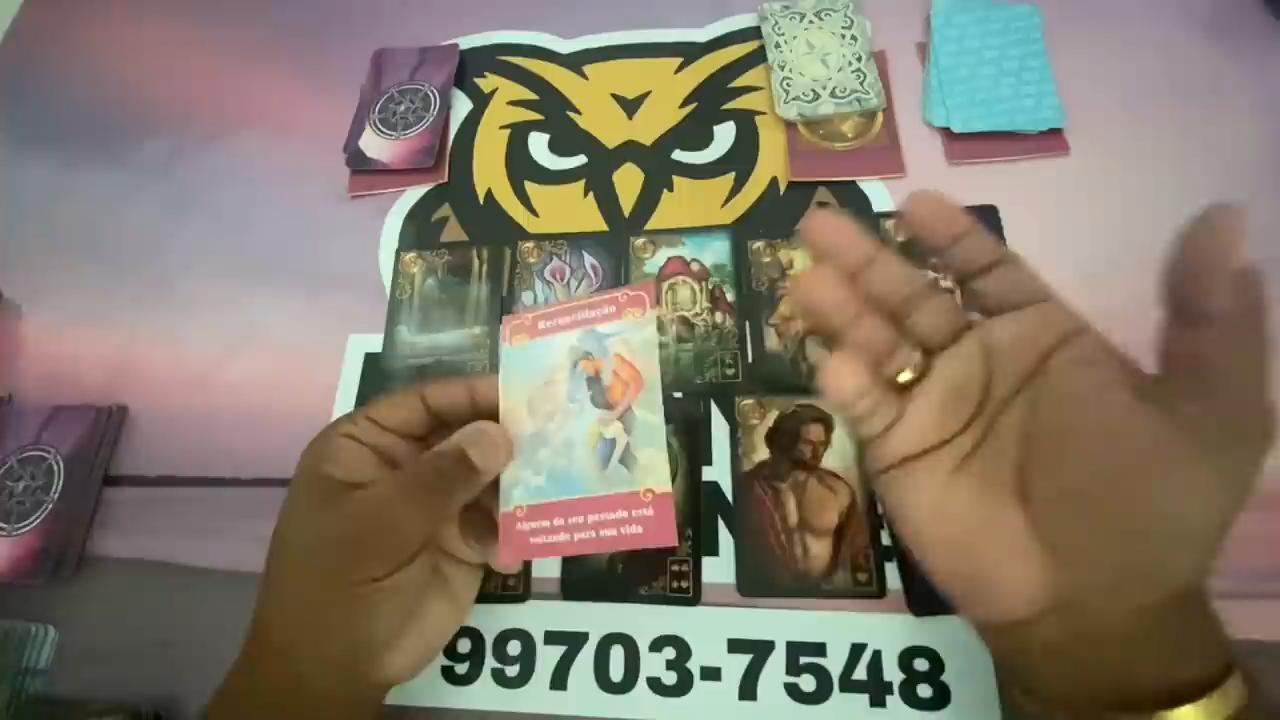 Reconciliação
Alguém do seu passado está
voltando para sua vida
99703-7548